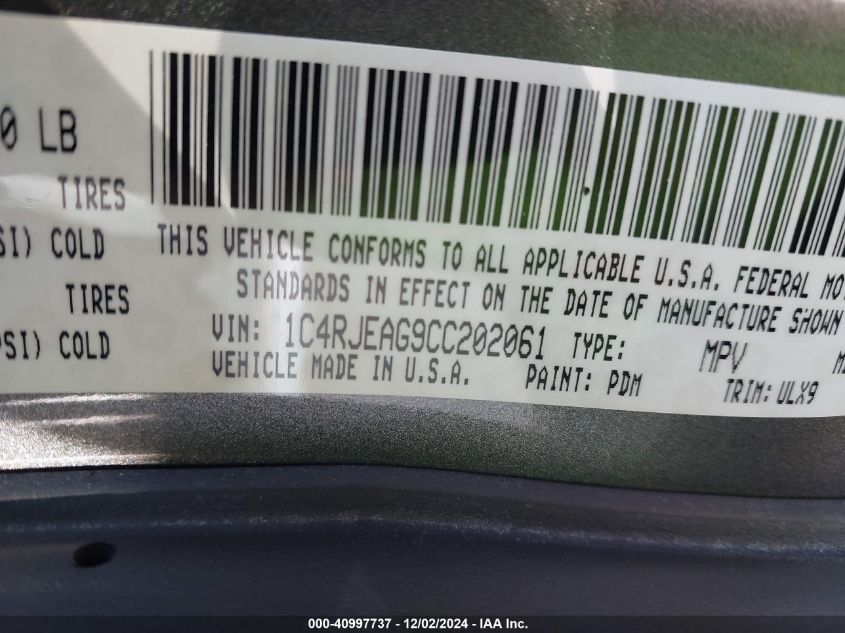 0 LB
TIRES
SI) COLD
TIRES
PSI) COLD
THIS VEHICLE CONFORMS TO ALL APPLICABLE U.S.A. FEDERAL MO
STANDARDS IN EFFECT ON THE DATE OF MANUFACTURE SHOWN
VIN: 1C4RJEAG9CC202061 TYPE: MPV
VEHICLE MADE IN U.S.A. PAINT: PDM TRIM: ULX9
000-40997737 - 12/02/2024 - IAA Inc.